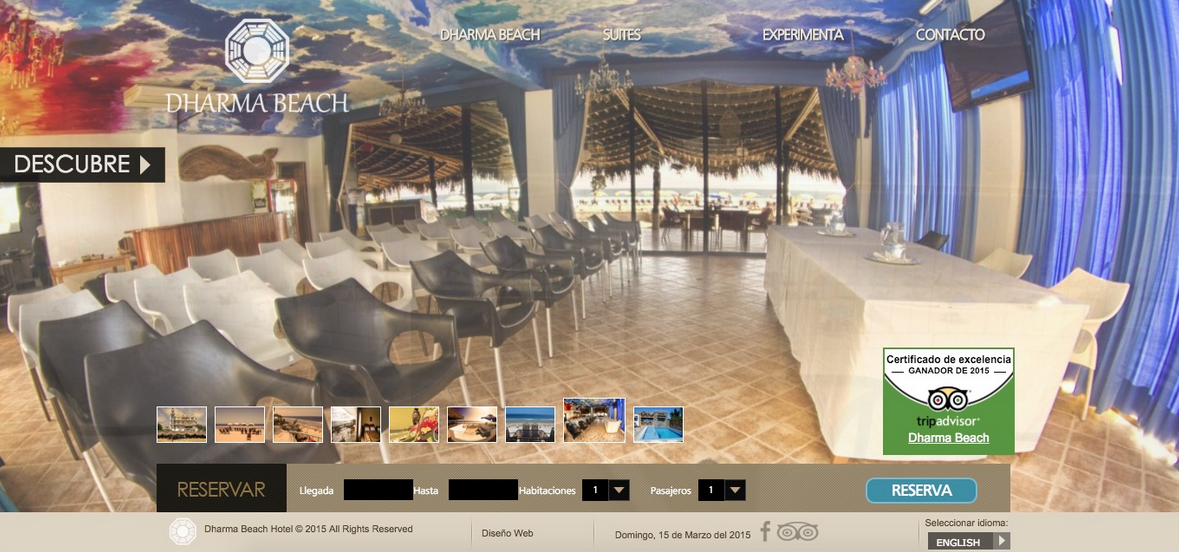 DHARMA BEACH
SUITES
EXPERIMENTA
CONTACTO
DHARMA BEACH
DESCUBRE
Certificado de excelencia
GANADOR DE 2015
tripadvisor
Dharma Beach
RESERVAR
Llegada
Hasta
Habitaciones
1
Pasajeros
1
RESERVA
Dharma Beach Hotel © 2015 All Rights Reserved
Diseño Web
Domingo, 15 de Marzo del 2015
Seleccionar idioma:
ENGLISH